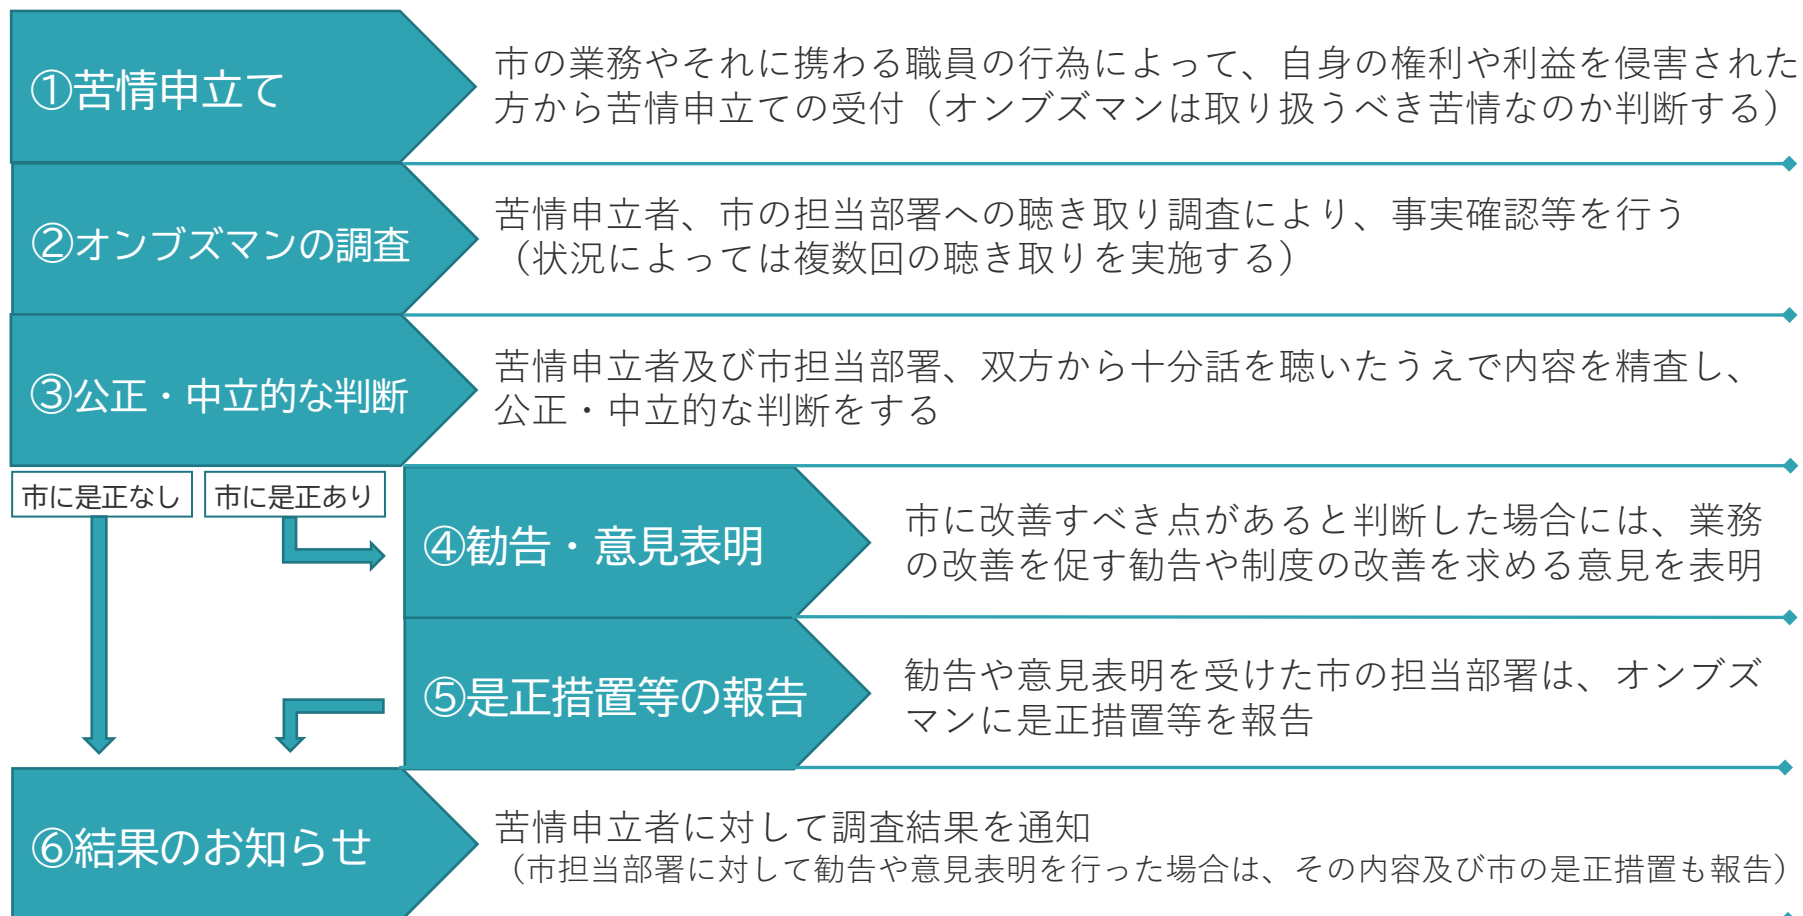 ①苦情申立て
市の業務やそれに携わる職員の行為によって、自身の権利や利益を侵害された
方から苦情申立ての受付（オンブズマンは取り扱うべき苦情なのか判断する）
②オンブズマンの調査
苦情申立者、市の担当部署への聴き取り調査により、事実確認等を行う
（状況によっては複数回の聴き取りを実施する）
③公正・中立的な判断
苦情申立者及び市担当部署、双方から十分話を聴いたうえで内容を精査し、
公正・中立的な判断をする
市に是正なし
市に是正あり
④勧告・意見表明
市に改善すべき点があると判断した場合には、業務
の改善を促す勧告や制度の改善を求める意見を表明
⑤是正措置等の報告
勧告や意見表明を受けた市の担当部署は、オンブズ
マンに是正措置等を報告
⑥結果のお知らせ
苦情申立者に対して調査結果を通知
（市担当部署に対して勧告や意見表明を行った場合は、その内容及び市の是正措置も報告）